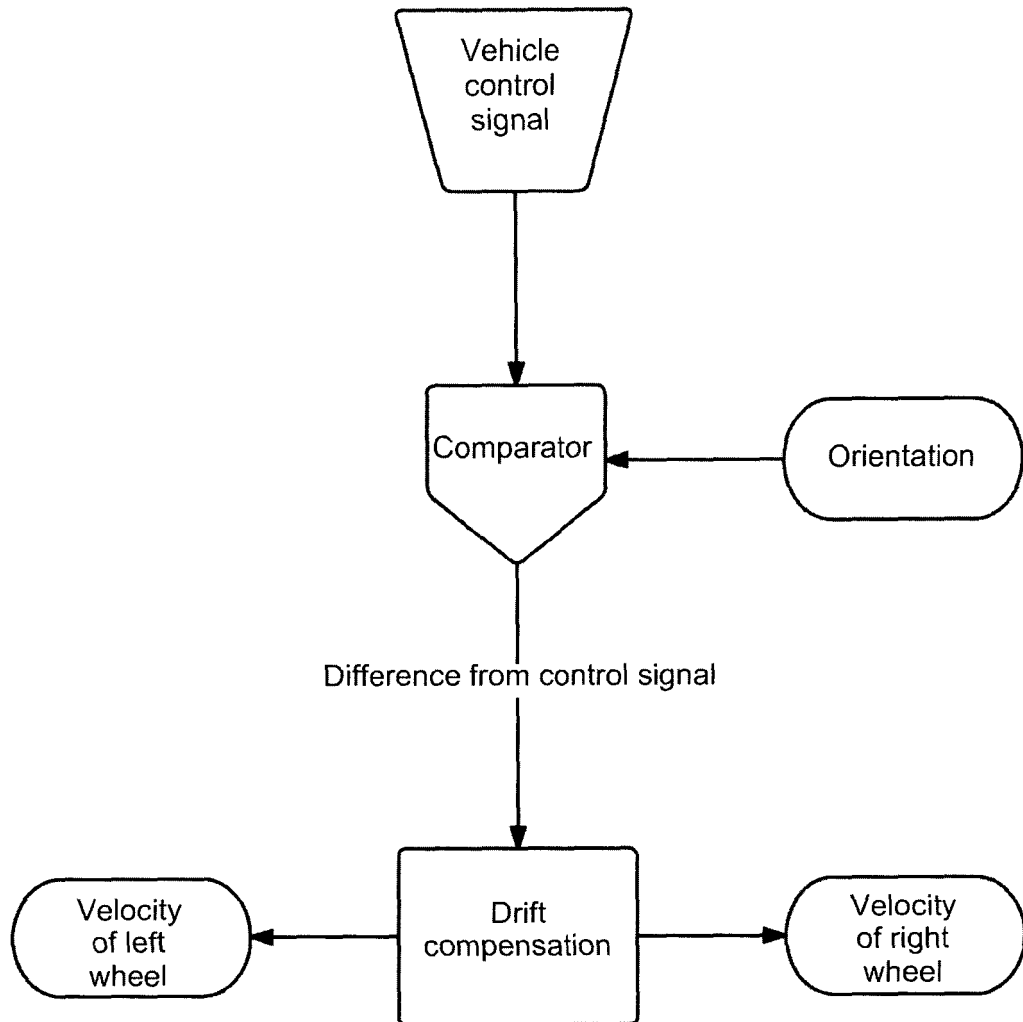 Vehicle
control
signal
Comparator
Orientation
Difference from control signal
Velocity
of left
wheel
Drift
compensation
Velocity
of right
wheel